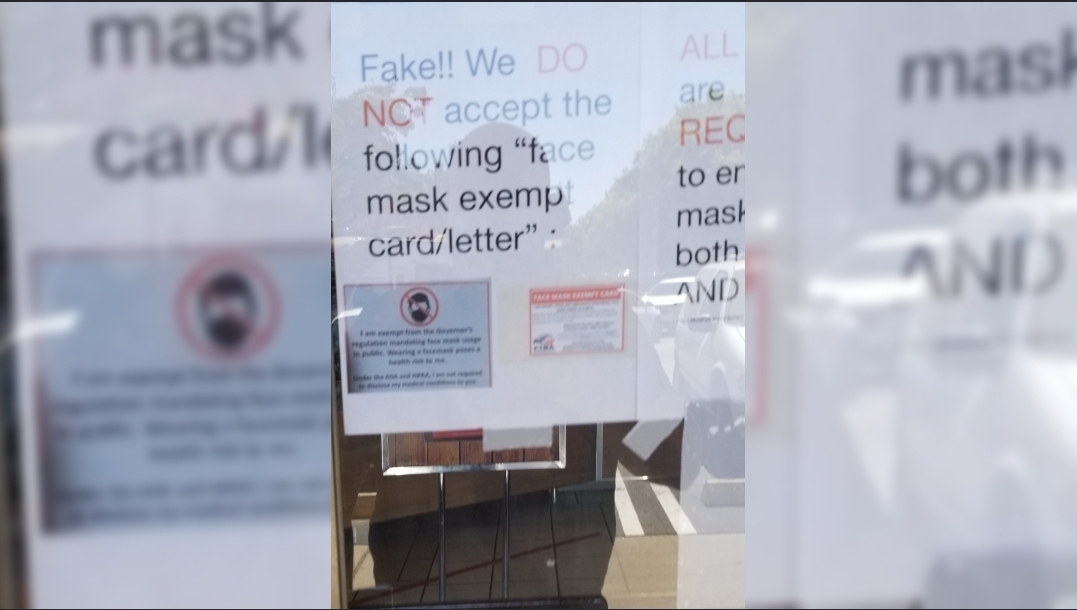 Fake!! We DO
NOT accept the
following “face
mask exempt
card/letter” :
I am exempt from the Governor's
regulation mandating face mask usage
in public. Wearing a facemask poses a
health risk to me.
Under the ADA and HIPAA, I am not required
to disclose my medical conditions to you.
FACE MASK EXEMPT CARD
ALL
are
REQ
to en
mask
both
AND
mask
card/le
mask
both
AND